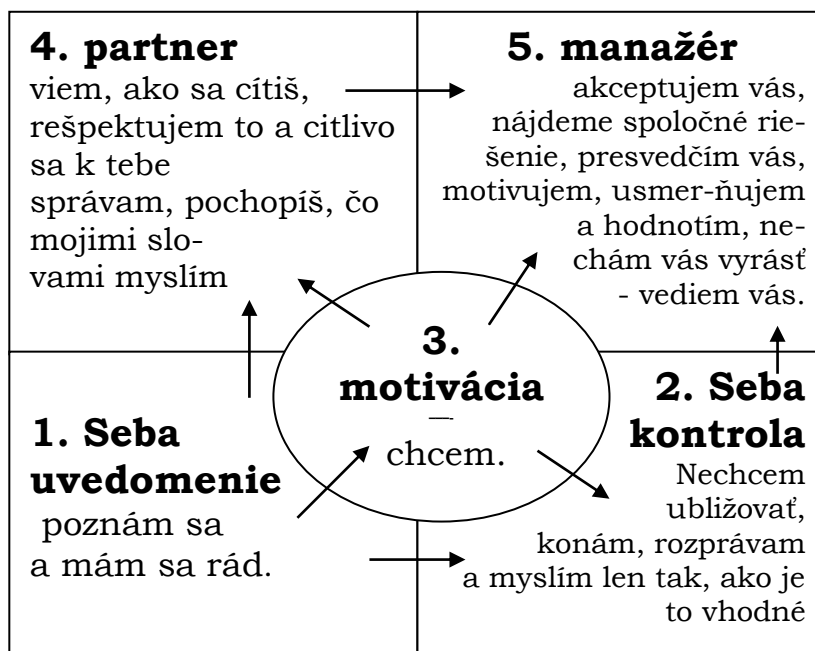 4. partner
viem, ako sa cítiš,
rešpektujem to a citlivo
sa k tebe
správam, pochopíš, čo
mojimi slo-
vami myslím
5. manažér
akceptujem vás,
nájdeme spoločné rie-
šenie, presvedčím vás,
motivujem, usmer-ňujem
a hodnotím, ne-
chám vás vyrásť
- vediem vás.
3.
motivácia
–
chcem.
1. Seba
uvedomenie
poznám sa
a mám sa rád.
2. Seba
kontrola
Nechcem
ubližovať,
konám, rozprávam
a myslím len tak, ako je
to vhodné